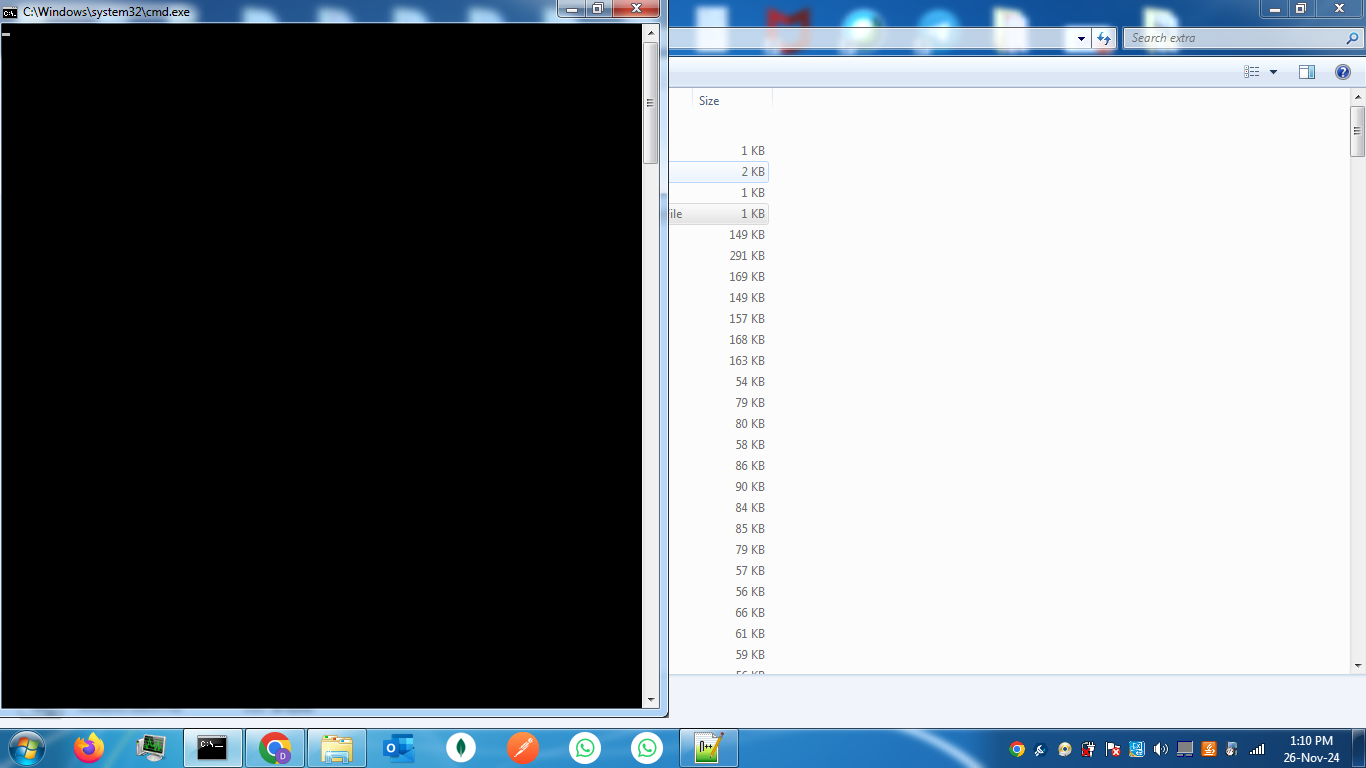 C:\Windows\system32\cmd.exe
Search extra
Size
1 KB
2 KB
1 KB
ile 1 KB
149 KB
291 KB
169 KB
149 KB
157 KB
168 KB
163 KB
54 KB
79 KB
80 KB
58 KB
86 KB
90 KB
84 KB
85 KB
79 KB
57 KB
56 KB
66 KB
61 KB
59 KB
56 KB
1:10 PM
26-Nov-24